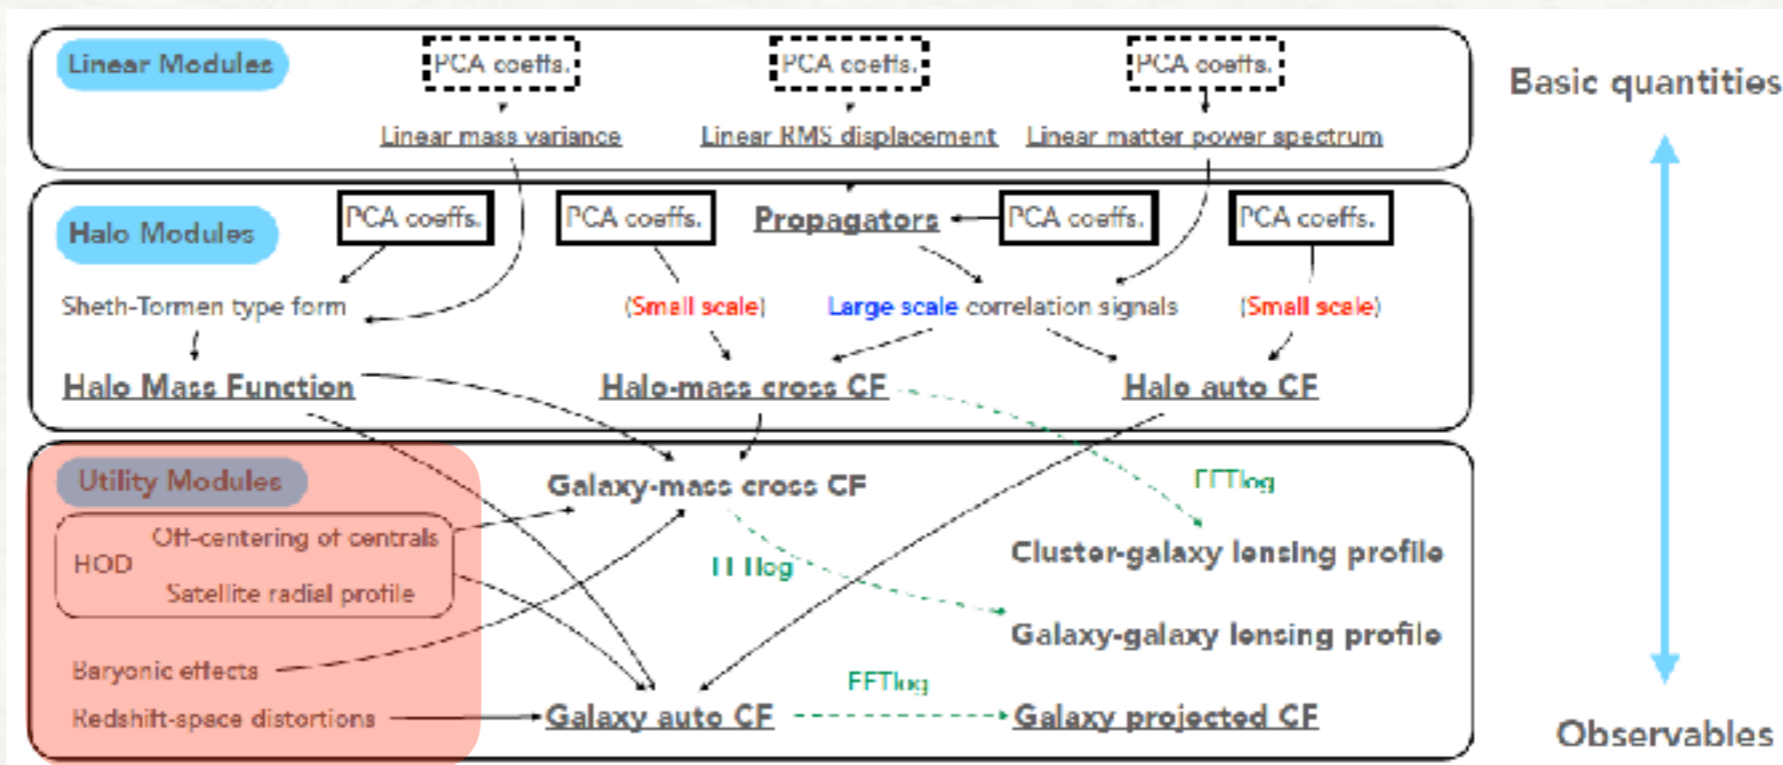 Linear Modules
PCA coeffs.
PCA coeffs.
PCA coeffs.
Basic quantities
Linear mass variance
Linear RMS displacement
Linear matter power spectrum
Halo Modules
PCA coeffs.
PCA coeffs.
Propagators
PCA coeffs.
PCA coeffs.
Sheth-Tormen type form
(Small scale)
Large scale correlation signals
(Small scale)
Halo Mass Function
Halo-mass cross CF
Halo auto CF
Utility Modules
Galaxy-mass cross CF
FFTlog
HOD
Off-centering of centrals
Satellite radial profile
FFTlog
Cluster-galaxy lensing profile
Galaxy-galaxy lensing profile
Baryonic effects
FFTlog
Redshift-space distortions
Galaxy auto CF
Galaxy projected CF
Observables